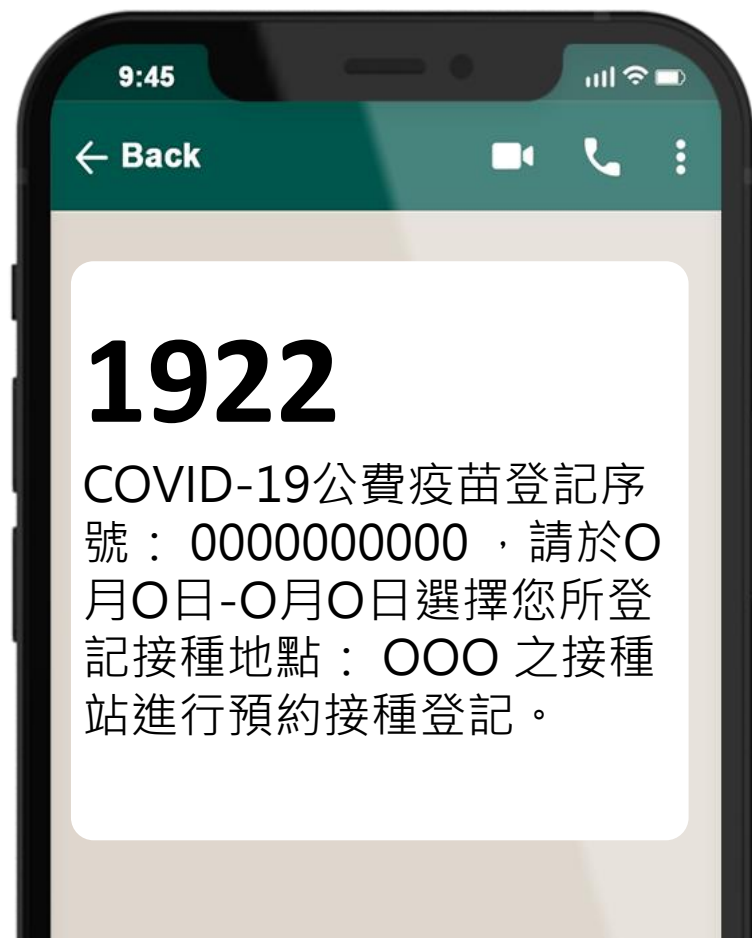 9:45
← Back
1922
COVID-19公費疫苗登記序
號： 0000000000 ，請於O
月O日-O月O日選擇您所登
記接種地點： OOO 之接種
站進行預約接種登記。